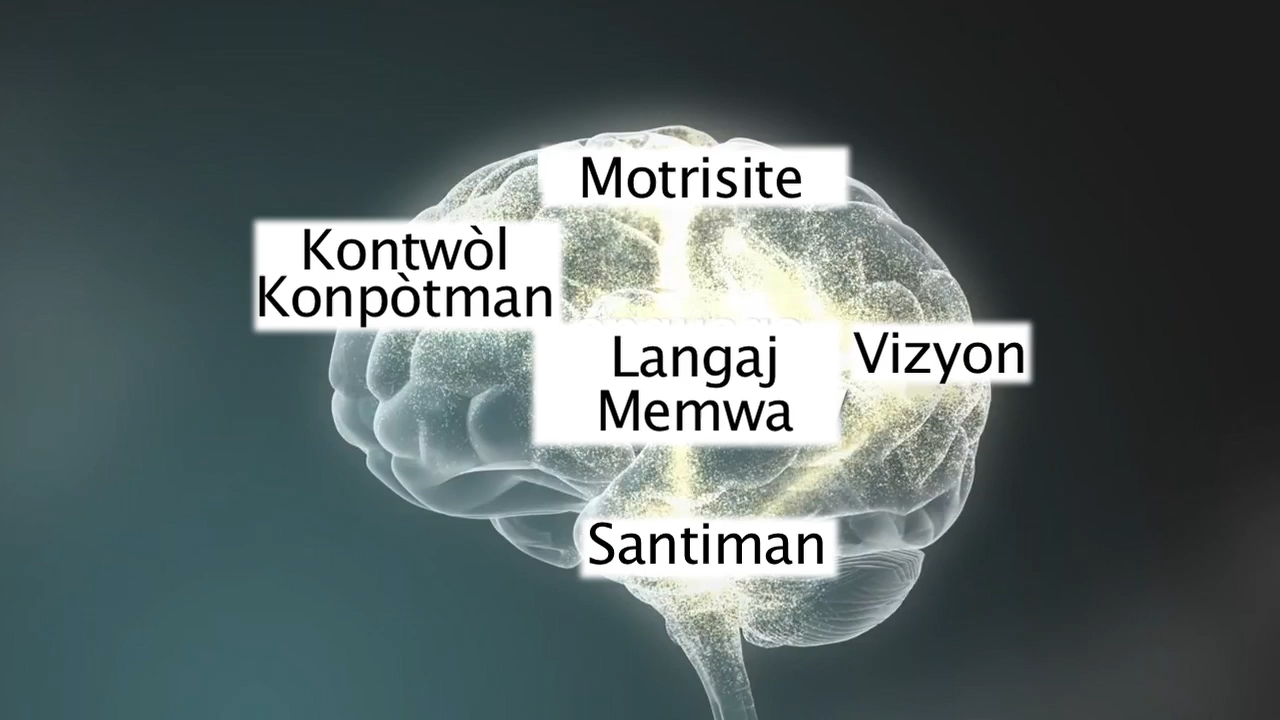 Motrisite
Kontwòl
Konpòtman
Langaj
Memwa
Vizyon
Santiman